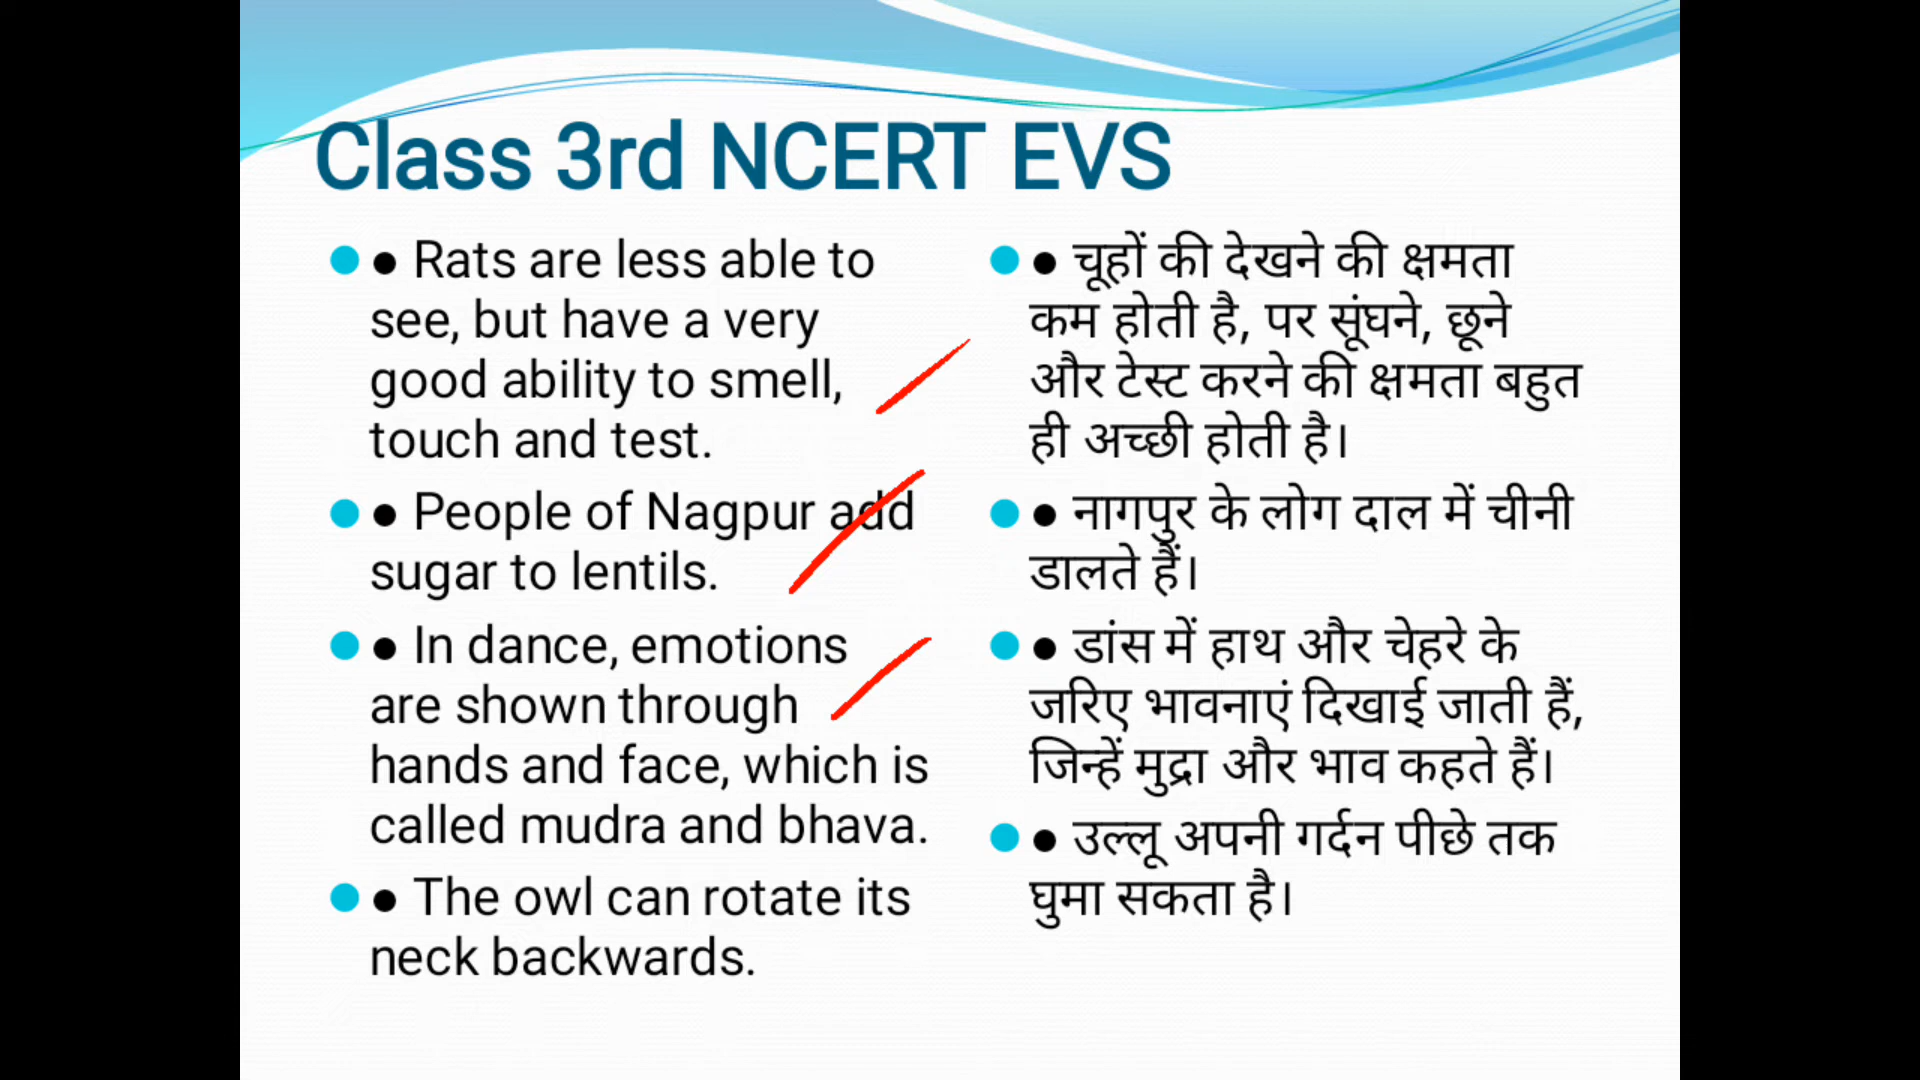 Class 3rd NCERT EVS
● Rats are less able to
see, but have a very
good ability to smell,
touch and test.
● People of Nagpur add
sugar to lentils.
● In dance, emotions
are shown through
hands and face, which is
called mudra and bhava.
● The owl can rotate its
neck backwards.
● चूहों की देखने की क्षमता
कम होती है, पर सूंघने, छूने
और टेस्ट करने की क्षमता बहुत
ही अच्छी होती है।
● नागपुर के लोग दाल में चीनी
डालते हैं।
● डांस में हाथ और चेहरे के
जरिए भावनाएं दिखाई जाती हैं,
जिन्हें मुद्रा और भाव कहते हैं।
● उल्लू अपनी गर्दन पीछे तक
घुमा सकता है।